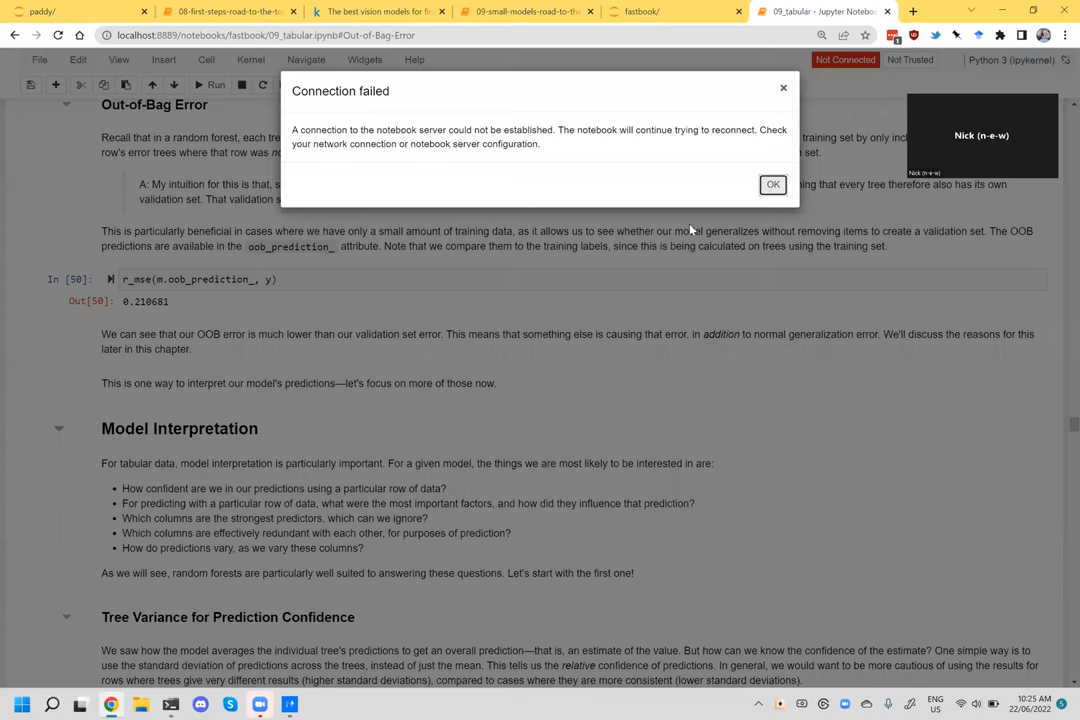 paddy/
08-first-steps-road-to-the-to
The best vision models for fin
09-small-models-road-to-the-
fastbook/
09_tabular - Jupyter Noteboo
localhost:8889/notebooks/fastbook/09_tabular.ipynb#Out-of-Bag-Error
File Edit View Insert Cell Kernel Navigate Widgets Help
Not Connected Not Trusted Python 3 (ipykernel)
Run
Connection failed
A connection to the notebook server could not be established. The notebook will continue trying to reconnect. Check
your network connection or notebook server configuration.
OK
Nick (n-e-w)
Nick (n-e-w)
Out-of-Bag Error
Recall that in a random forest, each tre training set by only incl
row's error trees where that row was no set.
A: My intuition for this is that, s ning that every tree therefore also has its own
validation set. That validation s
This is particularly beneficial in cases where we have only a small amount of training data, as it allows us to see whether our model generalizes without removing items to create a validation set. The OOB
predictions are available in the oob_prediction_ attribute. Note that we compare them to the training labels, since this is being calculated on trees using the training set.
In [50]: r_mse(m.oob_prediction_, y)
Out[50]: 0.210681
We can see that our OOB error is much lower than our validation set error. This means that something else is causing that error, in addition to normal generalization error. We'll discuss the reasons for this
later in this chapter.
This is one way to interpret our model's predictions—let's focus on more of those now.
Model Interpretation
For tabular data, model interpretation is particularly important. For a given model, the things we are most likely to be interested in are:
• How confident are we in our predictions using a particular row of data?
• For predicting with a particular row of data, what were the most important factors, and how did they influence that prediction?
• Which columns are the strongest predictors, which can we ignore?
• Which columns are effectively redundant with each other, for purposes of prediction?
• How do predictions vary, as we vary these columns?
As we will see, random forests are particularly well suited to answering these questions. Let's start with the first one!
Tree Variance for Prediction Confidence
We saw how the model averages the individual tree's predictions to get an overall prediction—that is, an estimate of the value. But how can we know the confidence of the estimate? One simple way is to
use the standard deviation of predictions across the trees, instead of just the mean. This tells us the relative confidence of predictions. In general, we would want to be more cautious of using the results for
rows where trees give very different results (higher standard deviations), compared to cases where they are more consistent (lower standard deviations).
ENG
US
10:25 AM
22/06/2022